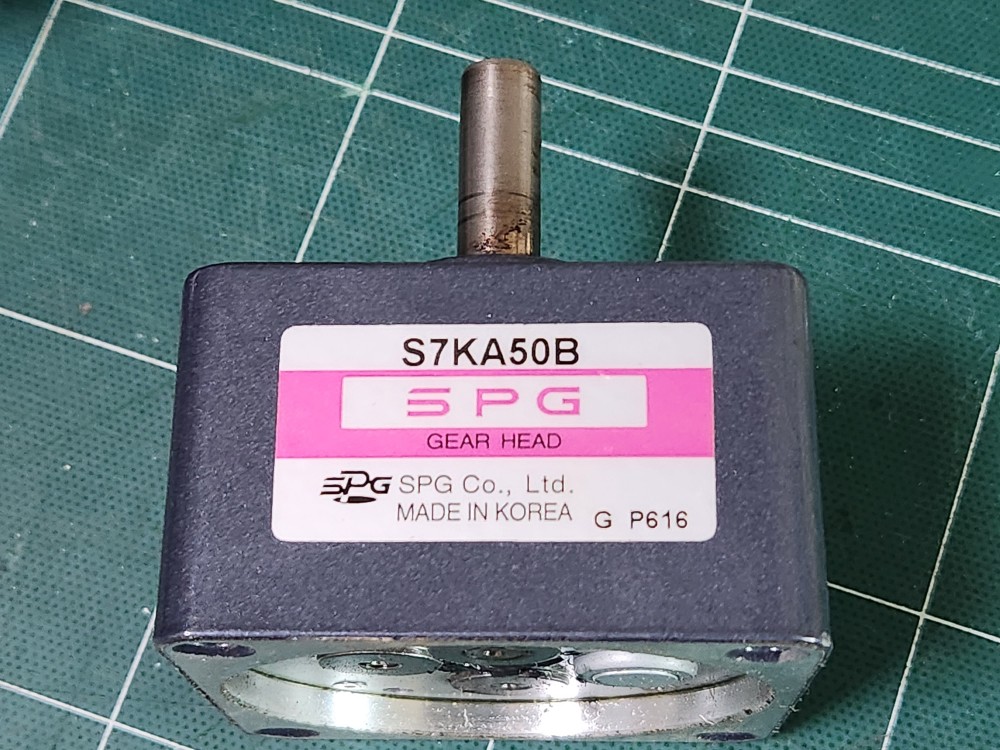 S7KA50B
SPG
GEAR HEAD
SPG SPG Co., Ltd.
MADE IN KOREA G P616